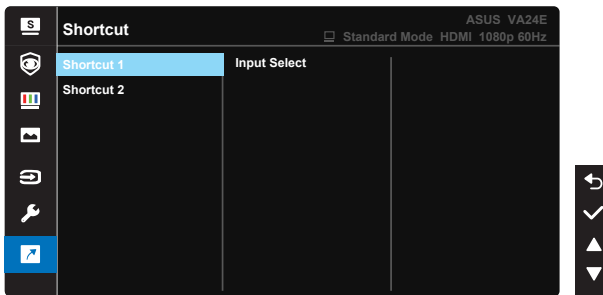 S
Shortcut
ASUS VA24E
Standard Mode HDMI 1080p 60Hz
Shortcut 1
Input Select
Shortcut 2